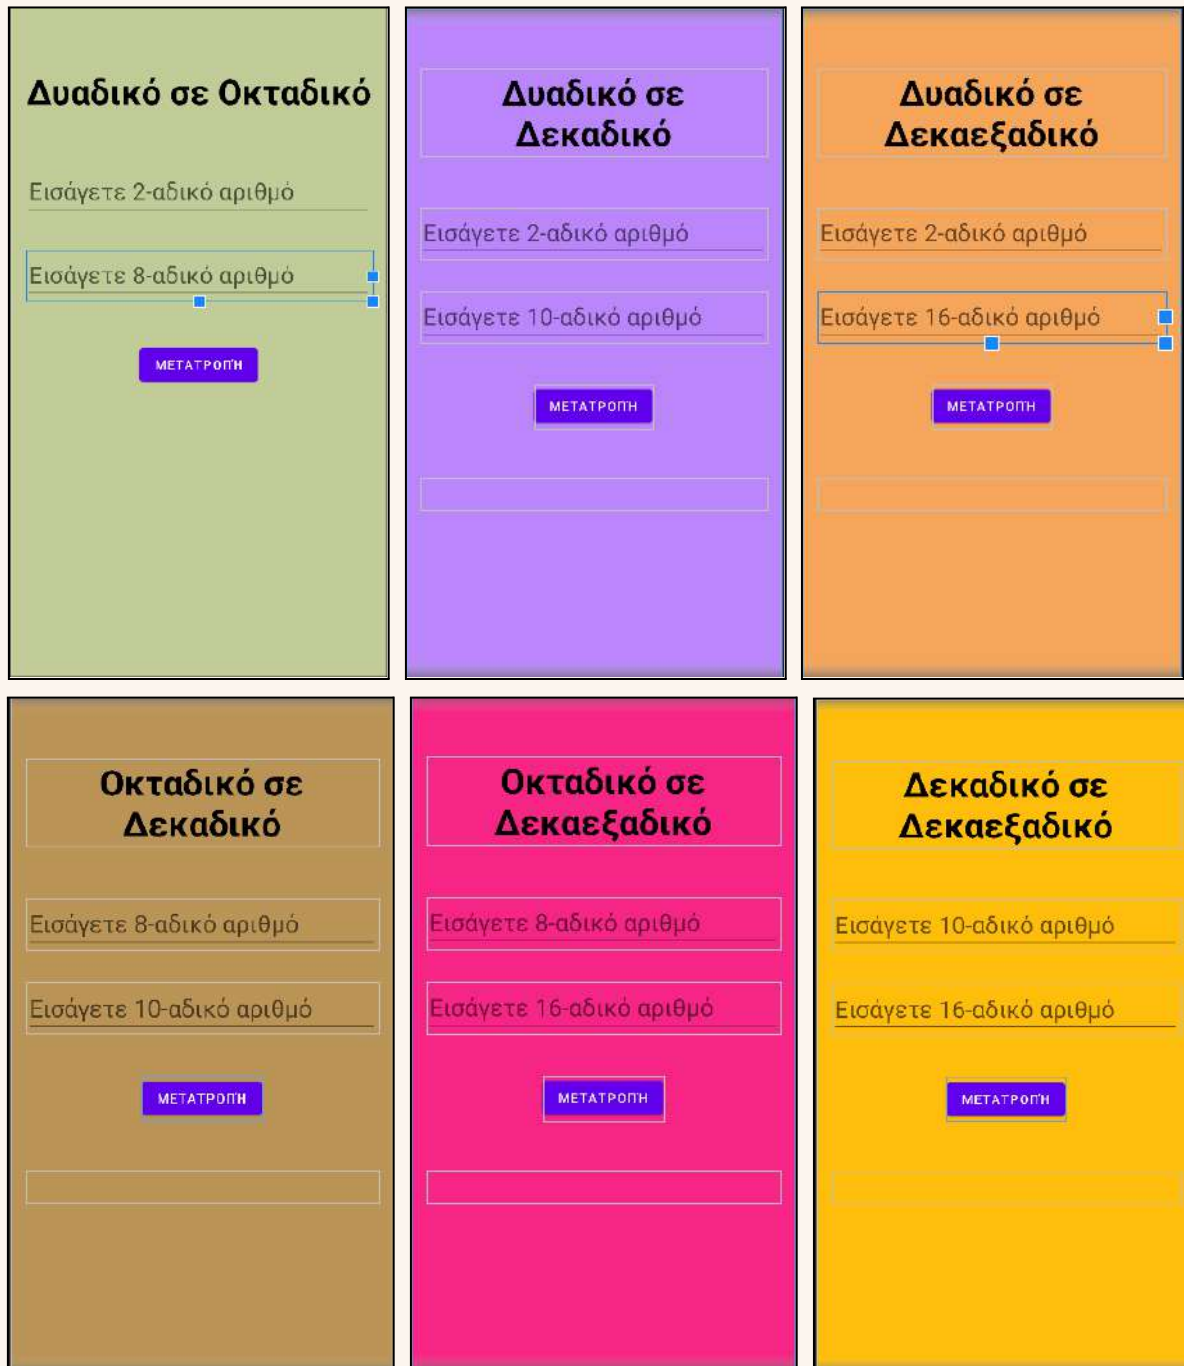 Δυαδικό σε Οκταδικό
Εισάγετε 2-αδικό αριθμό
Εισάγετε 8-αδικό αριθμό
ΜΕΤΑΤΡΟΠΉ
Δυαδικό σε
Δεκαδικό
Εισάγετε 2-αδικό αριθμό
Εισάγετε 10-αδικό αριθμό
ΜΕΤΑΤΡΟΠΉ
Δυαδικό σε
Δεκαεξαδικό
Εισάγετε 2-αδικό αριθμό
Εισάγετε 16-αδικό αριθμό
ΜΕΤΑΤΡΟΠΉ
Οκταδικό σε
Δεκαδικό
Εισάγετε 8-αδικό αριθμό
Εισάγετε 10-αδικό αριθμό
ΜΕΤΑΤΡΟΠΉ
Οκταδικό σε
Δεκαεξαδικό
Εισάγετε 8-αδικό αριθμό
Εισάγετε 16-αδικό αριθμό
ΜΕΤΑΤΡΟΠΉ
Δεκαδικό σε
Δεκαεξαδικό
Εισάγετε 10-αδικό αριθμό
Εισάγετε 16-αδικό αριθμό
ΜΕΤΑΤΡΟΠΉ